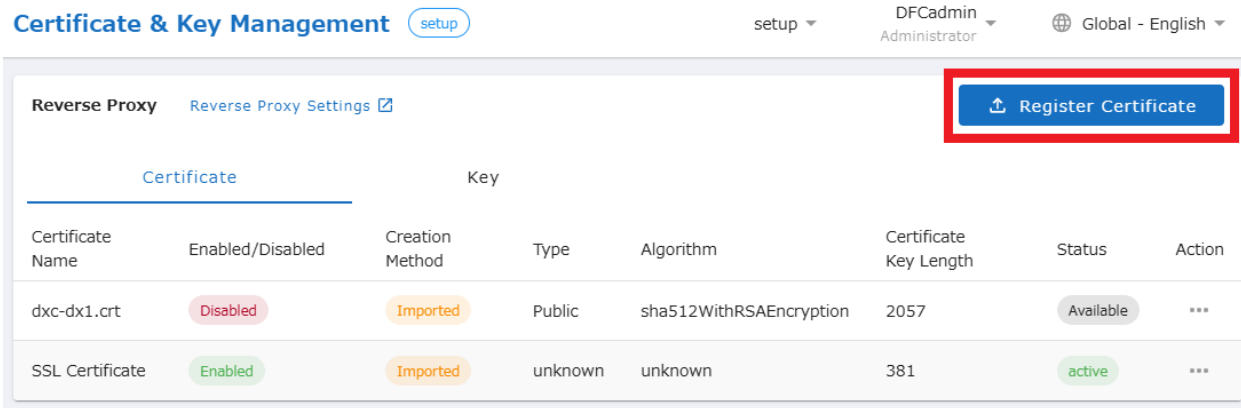 Certificate & Key Management setup setup DFCadmin Administrator Global - English
Reverse Proxy Reverse Proxy Settings Register Certificate
Certificate Key
Certificate Name Enabled/Disabled Creation Method Type Algorithm Certificate Key Length Status Action
dxc-dx1.crt Disabled Imported Public sha512WithRSAEncryption 2057 Available ...
SSL Certificate Enabled Imported unknown unknown 381 active ...